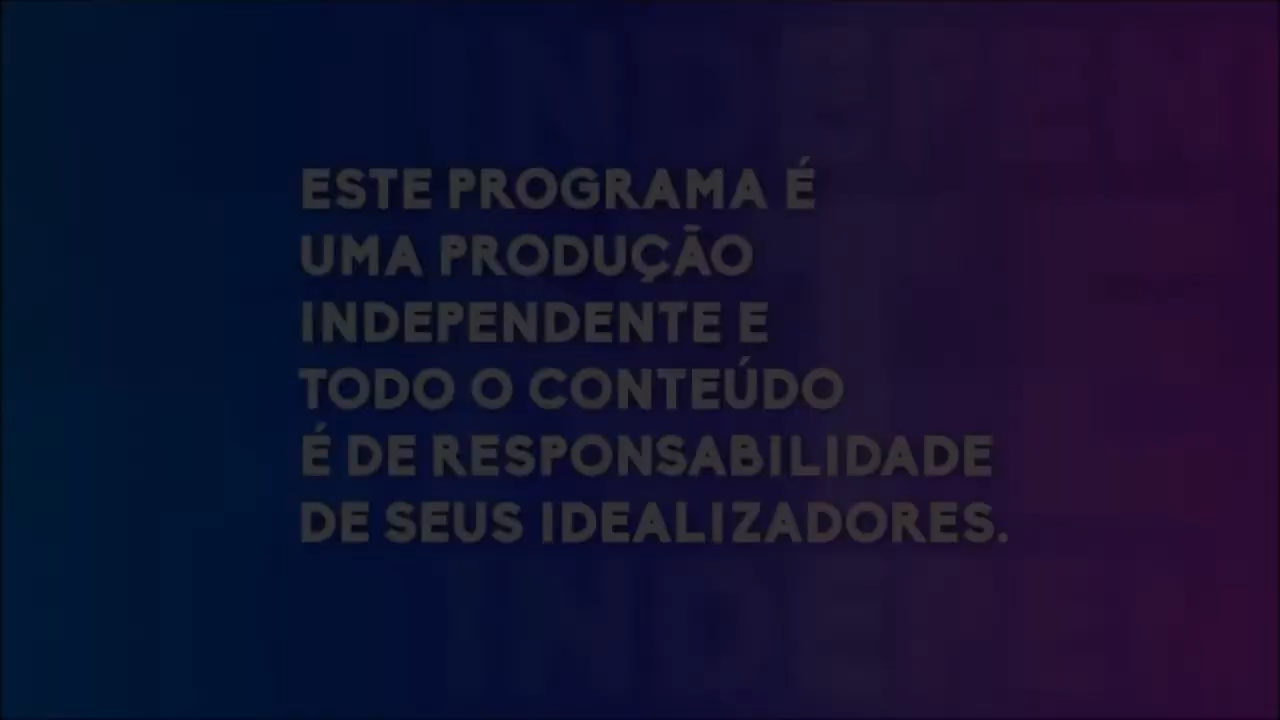 ESTE PROGRAMA É
UMA PRODUÇÃO
INDEPENDENTE E
TODO O CONTEÚDO
É DE RESPONSABILIDADE
DE SEUS IDEALIZADORES.